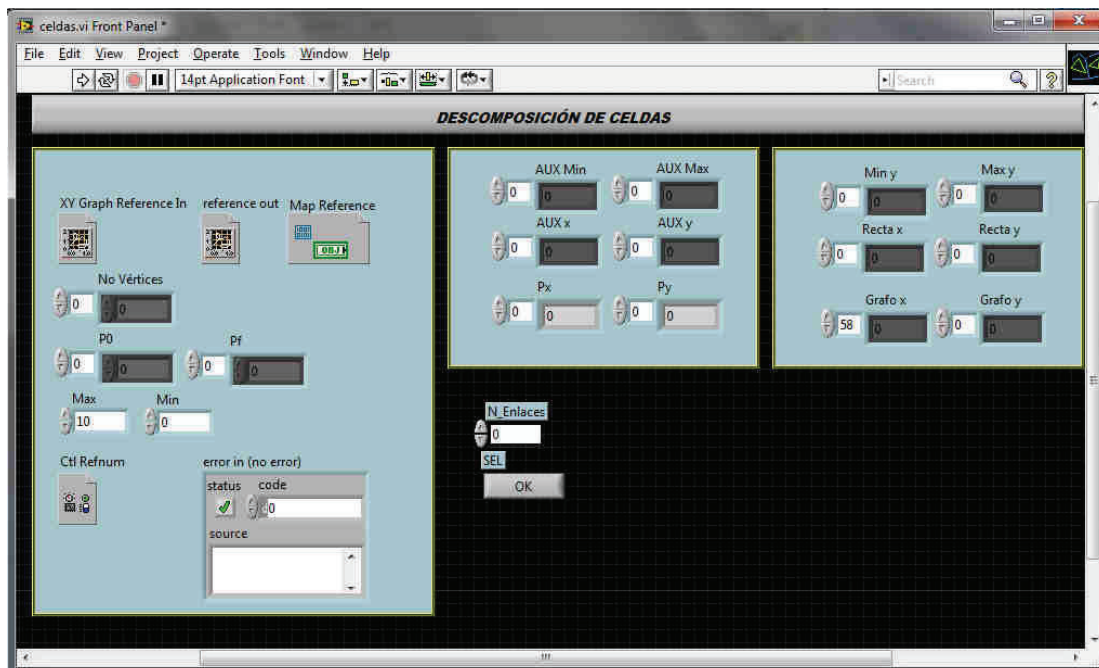 celdas.vi Front Panel *
File Edit View Project Operate Tools Window Help
14pt Application Font
Search
DESCOMPOSICIÓN DE CELDAS
XY Graph Reference In reference out Map Reference
OBJ
No Vértices
0 0
P0 Pf
0 0 0 0
Max Min
10 0
Ctl Refnum error in (no error)
status code
0
source
AUX Min AUX Max
0 0 0 0
AUX x AUX y
0 0 0 0
Px Py
0 0 0 0
N_Enlaces
0
SEL
OK
Min y Max y
0 0 0 0
Recta x Recta y
0 0 0 0
Grafo x Grafo y
58 0 0 0